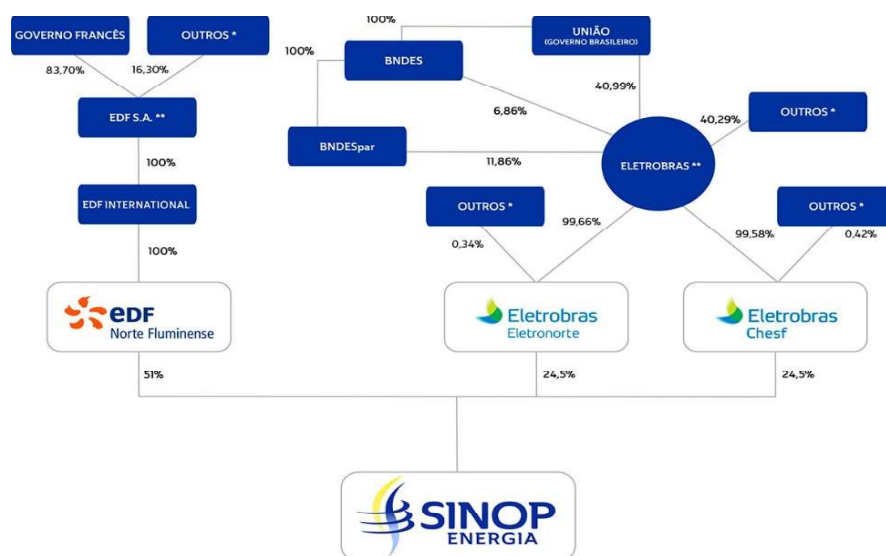 GOVERNO FRANCÊS
OUTROS *
100%
UNIÃO
(GOVERNO BRASILEIRO)
83,70%
16,30%
100%
BNDES
40,99%
EDF S.A. **
6,86%
40,29%
OUTROS *
BNDESpar
11,86%
ELETROBRAS **
100%
EDF INTERNATIONAL
OUTROS *
99,66%
99,58%
OUTROS *
0,34%
0,42%
100%
eDF
Norte Fluminense
Eletrobras
Eletronorte
Eletrobras
Chesf
51%
24,5%
24,5%
SINOP
ENERGIA